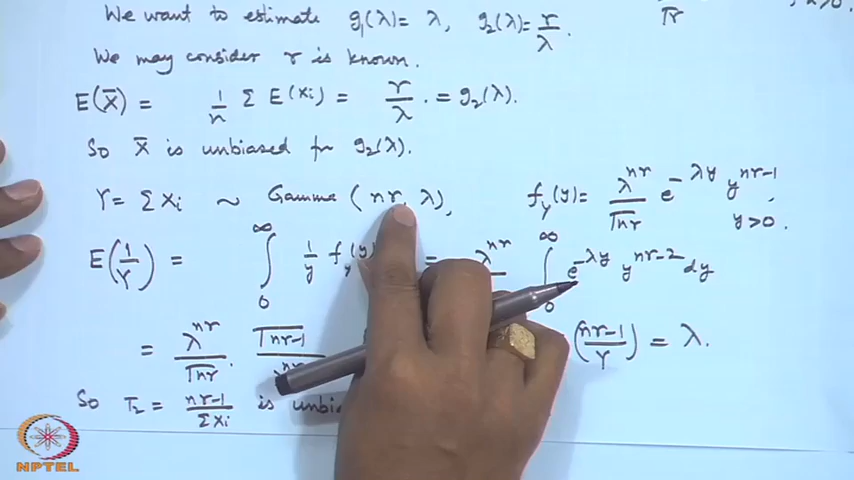 We want to estimate g₁(λ) = λ, g₂(λ) = r/λ.
We may consider r is known.
E(X̄) = 1/n Σ E(Xi) = r/λ. = g₂(λ).
So X̄ is unbiased for g₂(λ).
Y = ΣXi ~ Gamma (nr, λ), f_Y(y) = λ^nr/Γnr e^-λy y^nr-1, y>0.
E(1/Y) = ∫₀^∞ 1/y f_Y(y) = λ^nr ∫₀^∞ e^-λy y^nr-2 dy
= λ^nr/Γnr · Γnr-1 (nr-1/Y) = λ.
So T₂ = nr-1/ΣXi is
NPTEL